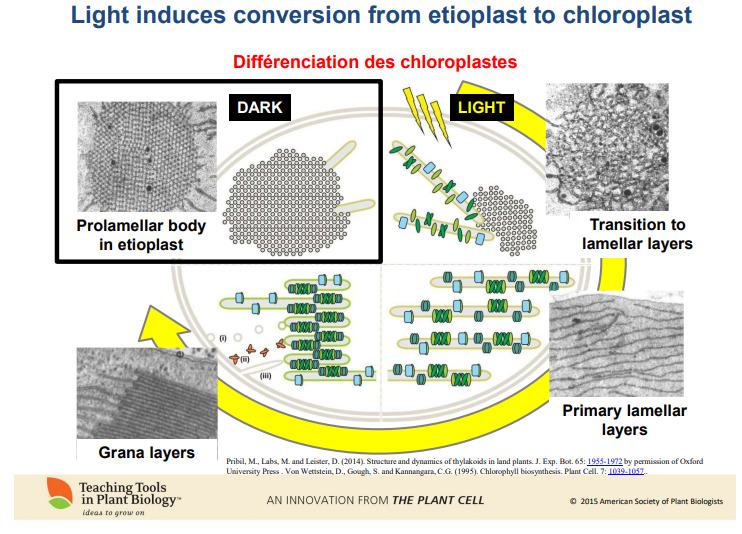 Light induces conversion from etioplast to chloroplast
Différenciation des chloroplastes
DARK
LIGHT
Prolamellar body
in etioplast
Transition to
lamellar layers
(i)
(ii)
(iii)
Grana layers
Primary lamellar
layers
Pribil, M., Labs, M. and Leister, D. (2014). Structure and dynamics of thylakoids in land plants. J. Exp. Bot. 65: 1955-1972 by permission of Oxford
University Press . Von Wettstein, D., Gough, S. and Kannangara, C.G. (1995). Chlorophyll biosynthesis. Plant Cell. 7: 1039-1057..
Teaching Tools
in Plant Biology™
ideas to grow on
AN INNOVATION FROM THE PLANT CELL
© 2015 American Society of Plant Biologists